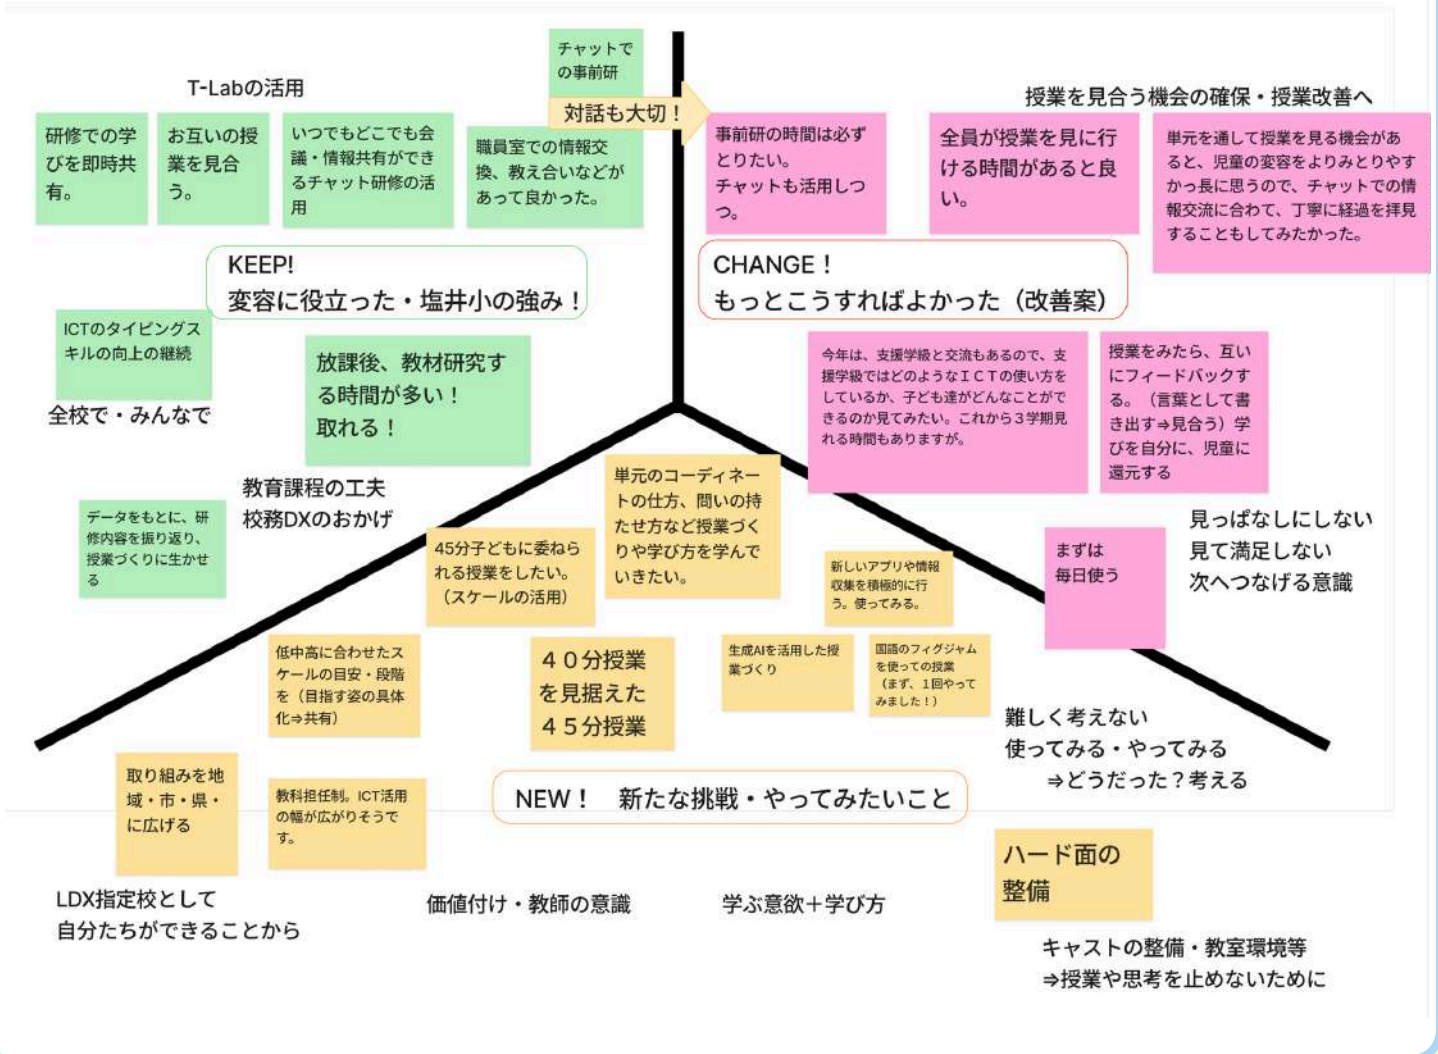 T-Labの活用
チャットで
の事前研
対話も大切！
研修での学
びを即時共
有。
お互いの授
業を見合
う。
いつでもどこでも会
議・情報共有ができ
るチャット研修の活
用
職員室での情報交
換、教え合いなどが
あって良かった。
KEEP!
変容に役立った・塩井小の強み！
ICTのタイピングス
キルの向上の継続
全校で・みんなで
放課後、教材研究す
る時間が多い！
取れる！
教育課程の工夫
校務DXのおかげ
データをもとに、研
修内容を振り返り、
授業づくりに生かせ
る
授業を見合う機会の確保・授業改善へ
事前研の時間は必ず
とりたい。
チャットも活用しつ
つ。
全員が授業を見に行
ける時間があると良
い。
単元を通して授業を見る機会があ
ると、児童の変容をよりみとりやす
かっ長に思うので、チャットでの情
報交流に合わせて、丁寧に経過を拝見
することもしてみたかった。
CHANGE！
もっとこうすればよかった（改善案）
今年は、支援学級と交流もあるので、支
援学級ではどのようなＩＣＴの使い方を
しているか、子ども達がどんなことがで
きるのか見てみたい。これから３学期見
れる時間もありますが。
授業をみたら、互い
にフィードバックす
る。（言葉として書
き出す⇒見合う）学
びを自分に、児童に
還元する
見っぱなしにしない
見て満足しない
次へつなげる意識
まずは
毎日使う
単元のコーディネー
トの仕方、問いの持
たせ方など授業づく
りや学び方を学んで
いきたい。
45分子どもに委ねら
れる授業をしたい。
（スケールの活用）
新しいアプリや情報
収集を積極的に行
う。使ってみる。
低中高に合わせたス
ケールの目安・段階
を（目指す姿の具体
化⇒共有）
４０分授業
を見据えた
４５分授業
生成AIを活用した授
業づくり
国語のフィグジャム
を使っての授業
（まず、１回やって
みました！）
難しく考えない
使ってみる・やってみる
⇒どうだった？考える
取り組みを地
域・市・県・
に広げる
教科担任制。ICT活用
の幅が広がりそうで
す。
NEW！　新たな挑戦・やってみたいこと
LDX指定校として
自分たちができることから
価値付け・教師の意識
学ぶ意欲＋学び方
ハード面の
整備
キャストの整備・教室環境等
⇒授業や思考を止めないために